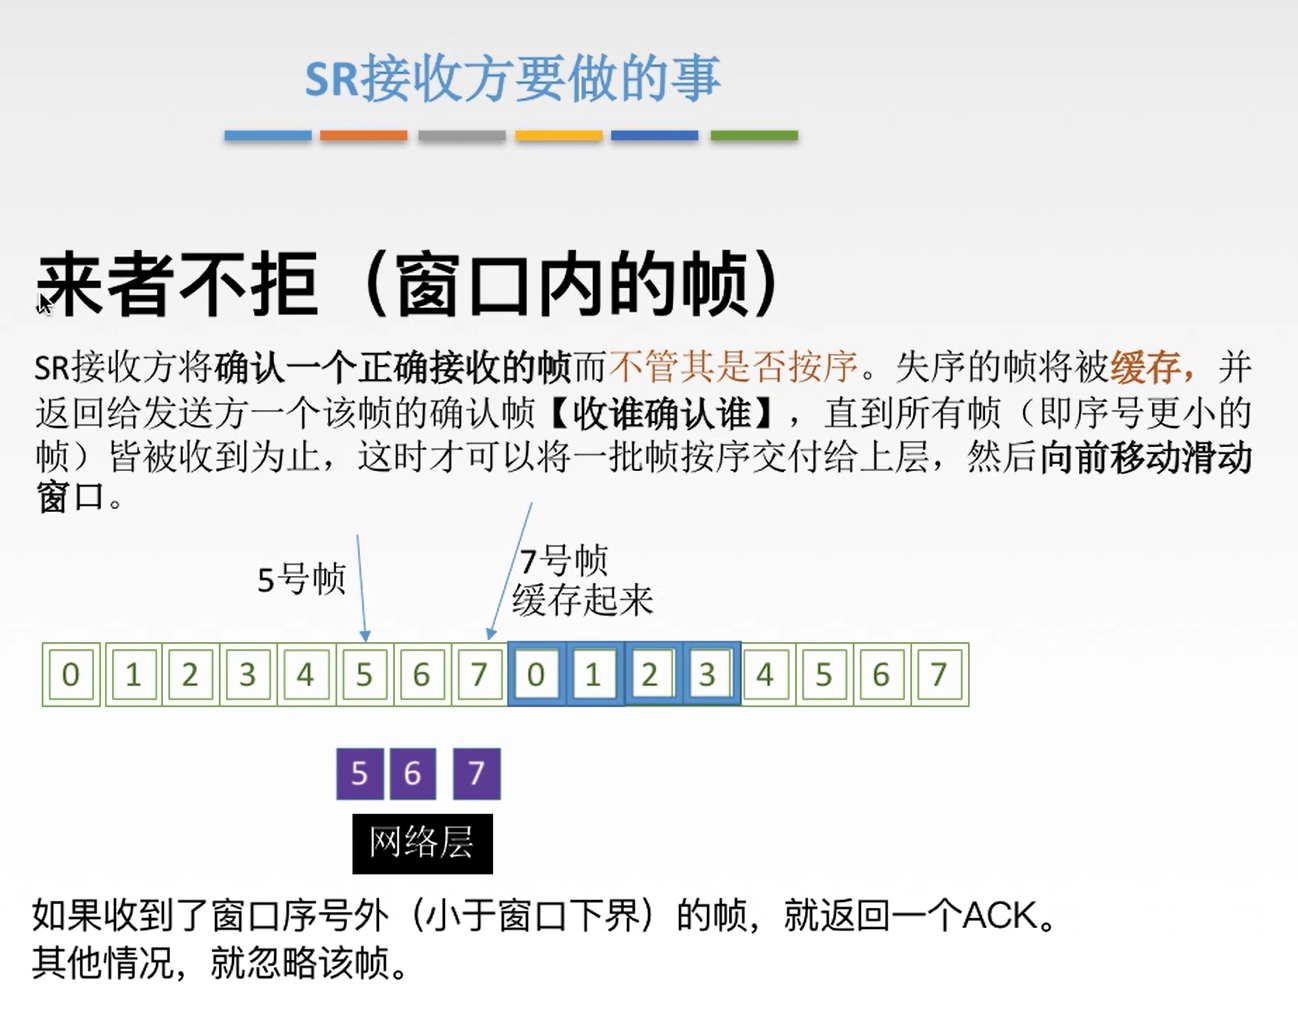 SR接收方要做的事
来者不拒（窗口内的帧）
SR接收方将确认一个正确接收的帧而不管其是否按序。失序的帧将被缓存，并
返回给发送方一个该帧的确认帧【收谁确认谁】，直到所有帧（即序号更小的
帧）皆被收到为止，这时才可以将一批帧按序交付给上层，然后向前移动滑动
窗口。
5号帧
7号帧
缓存起来
0 1 2 3 4 5 6 7 0 1 2 3 4 5 6 7
5 6 7
网络层
如果收到了窗口序号外（小于窗口下界）的帧，就返回一个ACK。
其他情况，就忽略该帧。